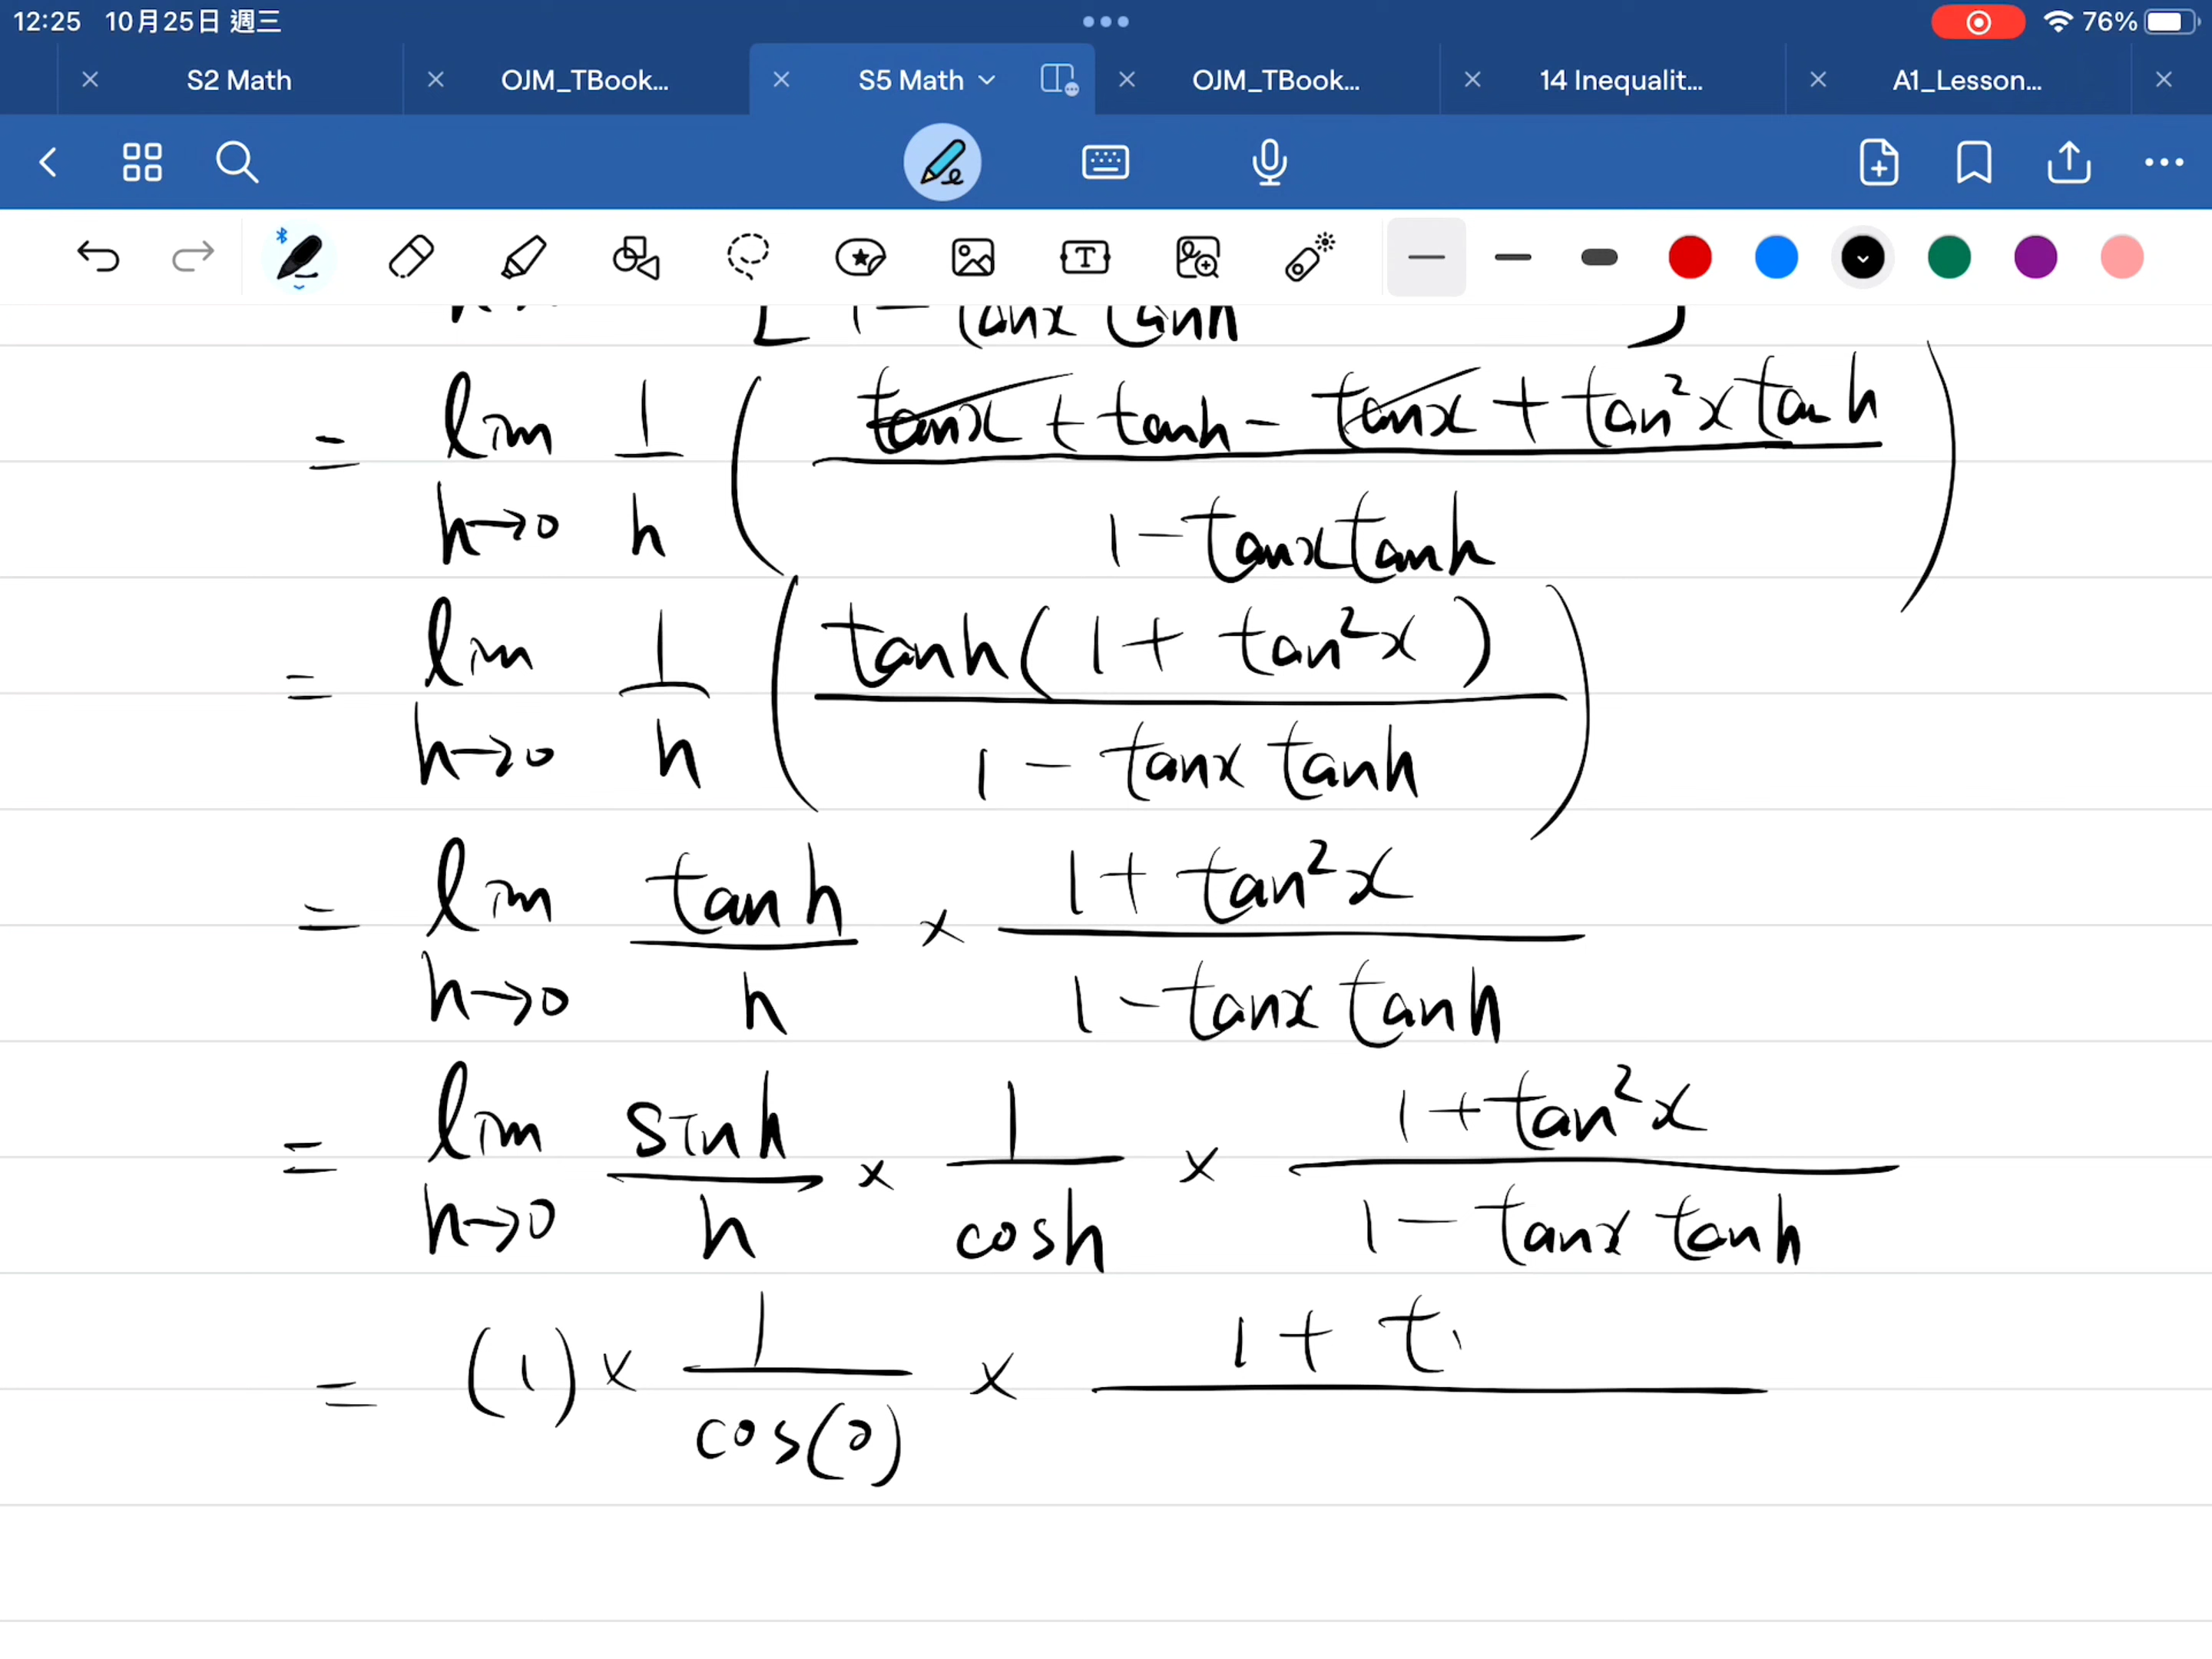 12:25 10月25日 週三 76%
S2 Math OJM_TBook... S5 Math OJM_TBook... 14 Inequalit... A1_Lesson...
1 - tanx tanh ]
= lim h→0 1/h ( (tanx + tanh - tanx + tan²x tanh) / (1 - tanx tanh) )
= lim h→0 1/h ( tanh(1 + tan²x) / (1 - tanx tanh) )
= lim h→0 tanh/h × (1 + tan²x) / (1 - tanx tanh)
= lim h→0 sinh/h × 1/cosh × (1 + tan²x) / (1 - tanx tanh)
= (1) × 1/cos(0) × 1 + t